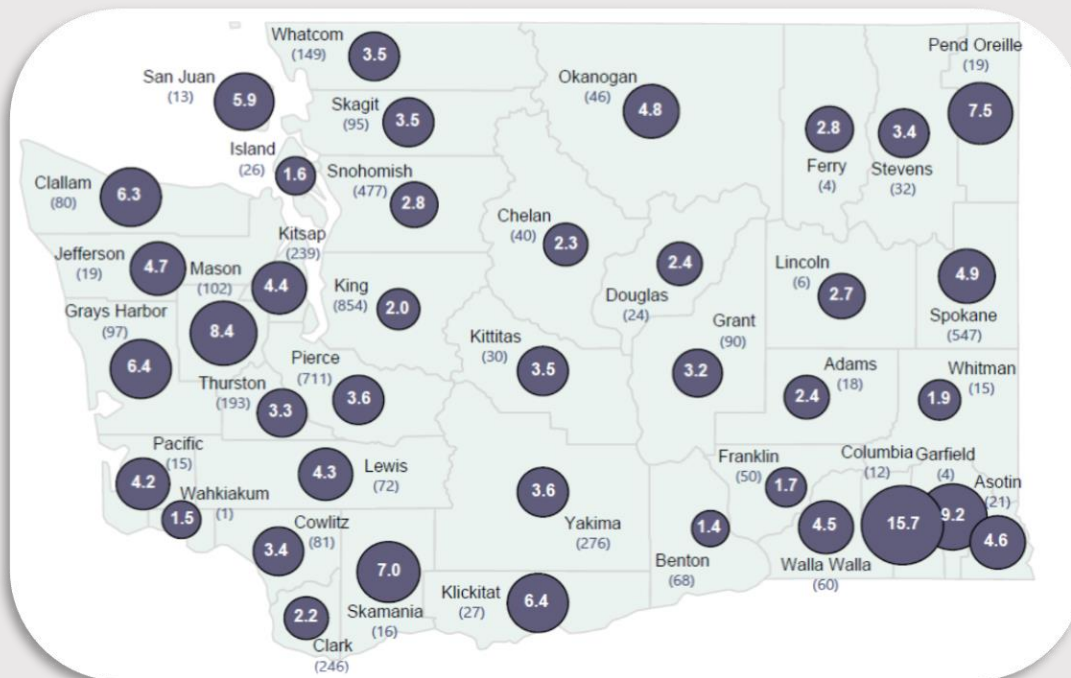 Whatcom
(149)
3.5
Pend Oreille
(19)
7.5
San Juan
(13)
5.9
Okanogan
(46)
4.8
Skagit
(95)
3.5
2.8
Ferry
(4)
3.4
Stevens
(32)
Island
(26)
1.6
Snohomish
(477)
2.8
Clallam
(80)
6.3
Chelan
(40)
2.3
Kitsap
(239)
4.4
Jefferson
(19)
4.7
Mason
(102)
8.4
King
(854)
2.0
2.4
Douglas
(24)
Lincoln
(6)
2.7
4.9
Spokane
(547)
Grays Harbor
(97)
6.4
Grant
(90)
3.2
Kittitas
(30)
3.5
Pierce
(711)
3.6
Thurston
(193)
3.3
Adams
(18)
2.4
Whitman
(15)
1.9
Pacific
(15)
4.2
Lewis
(72)
4.3
Wahkiakum
(1)
1.5
3.6
Yakima
(276)
Franklin
(50)
1.7
Columbia
(12)
15.7
Garfield
(4)
9.2
Asotin
(21)
4.6
Cowlitz
(81)
3.4
1.4
Benton
(68)
4.5
Walla Walla
(60)
7.0
Skamania
(16)
Klickitat
(27)
6.4
2.2
Clark
(246)